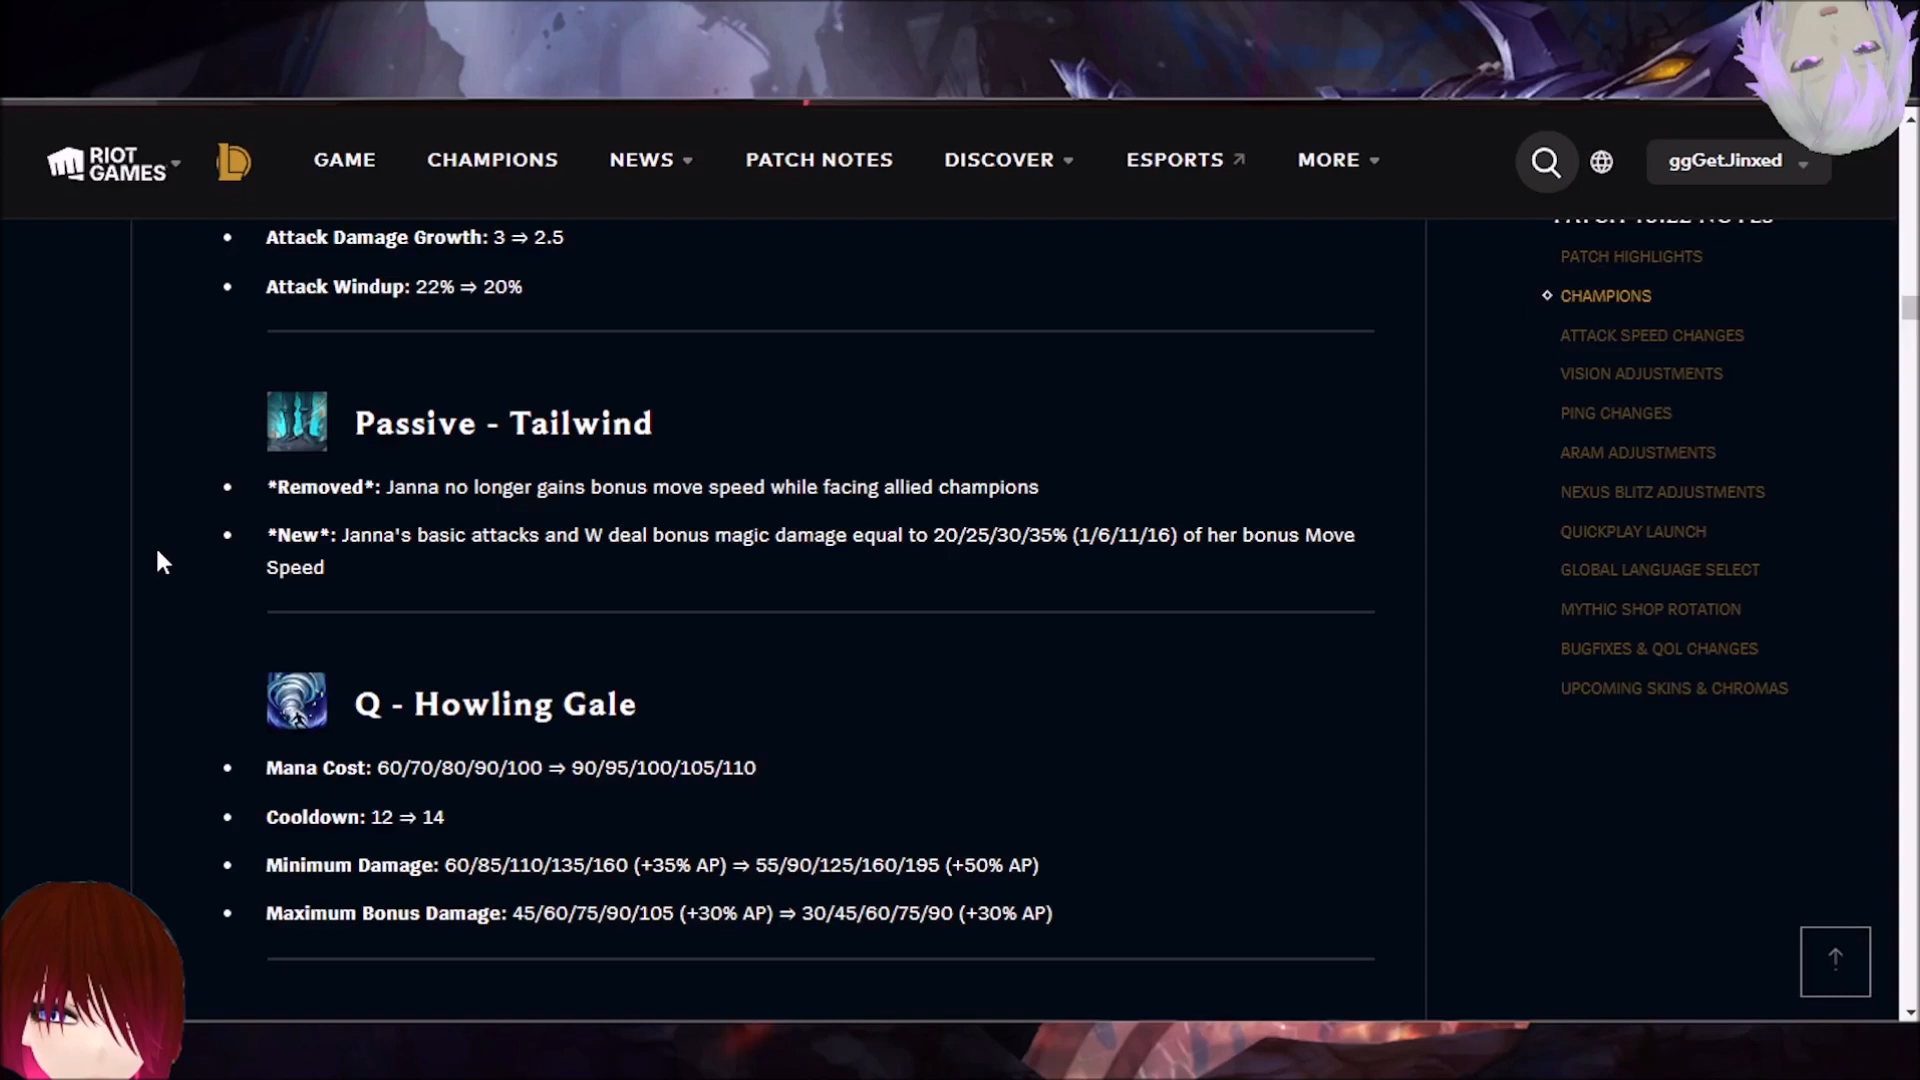 RIOT GAMES
GAME
CHAMPIONS
NEWS
PATCH NOTES
DISCOVER
ESPORTS
MORE
ggGetJinxed
Attack Damage Growth: 3 ⇒ 2.5
Attack Windup: 22% ⇒ 20%
Passive - Tailwind
*Removed*: Janna no longer gains bonus move speed while facing allied champions
*New*: Janna's basic attacks and W deal bonus magic damage equal to 20/25/30/35% (1/6/11/16) of her bonus Move
Speed
Q - Howling Gale
Mana Cost: 60/70/80/90/100 ⇒ 90/95/100/105/110
Cooldown: 12 ⇒ 14
Minimum Damage: 60/85/110/135/160 (+35% AP) ⇒ 55/90/125/160/195 (+50% AP)
Maximum Bonus Damage: 45/60/75/90/105 (+30% AP) ⇒ 30/45/60/75/90 (+30% AP)
PATCH HIGHLIGHTS
CHAMPIONS
ATTACK SPEED CHANGES
VISION ADJUSTMENTS
PING CHANGES
ARAM ADJUSTMENTS
NEXUS BLITZ ADJUSTMENTS
QUICKPLAY LAUNCH
GLOBAL LANGUAGE SELECT
MYTHIC SHOP ROTATION
BUGFIXES & QOL CHANGES
UPCOMING SKINS & CHROMAS